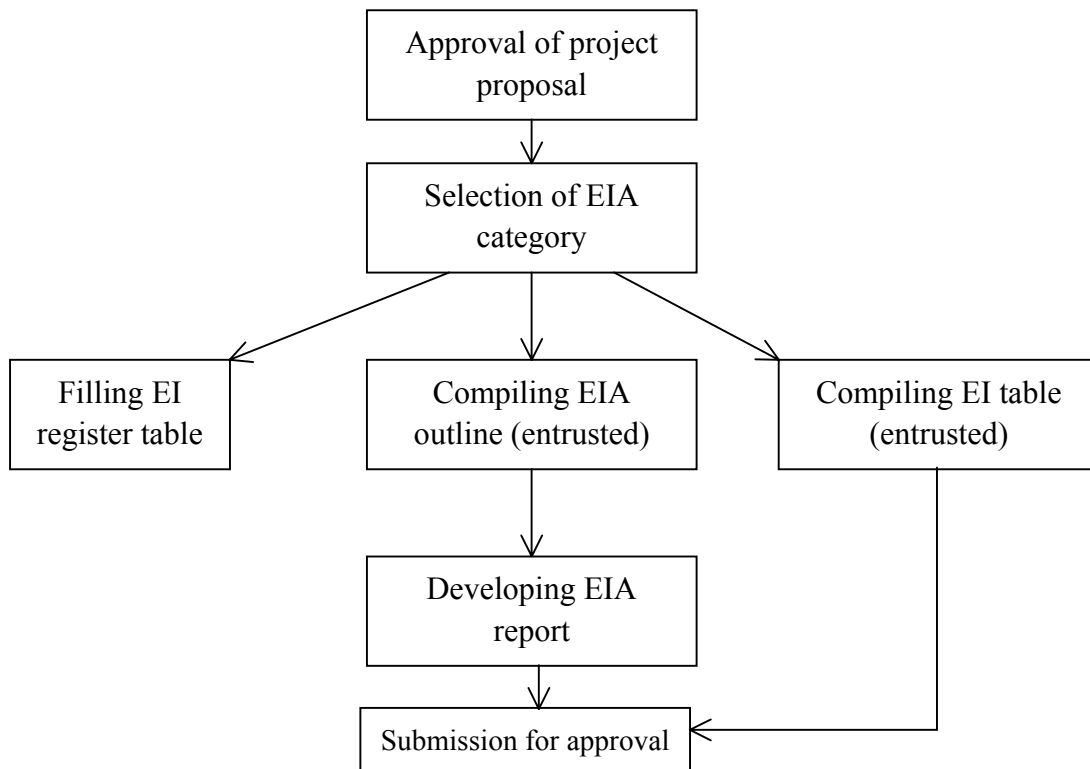 Approval of project
proposal
Selection of EIA
category
Filling EI
register table
Compiling EIA
outline (entrusted)
Compiling EI table
(entrusted)
Developing EIA
report
Submission for approval